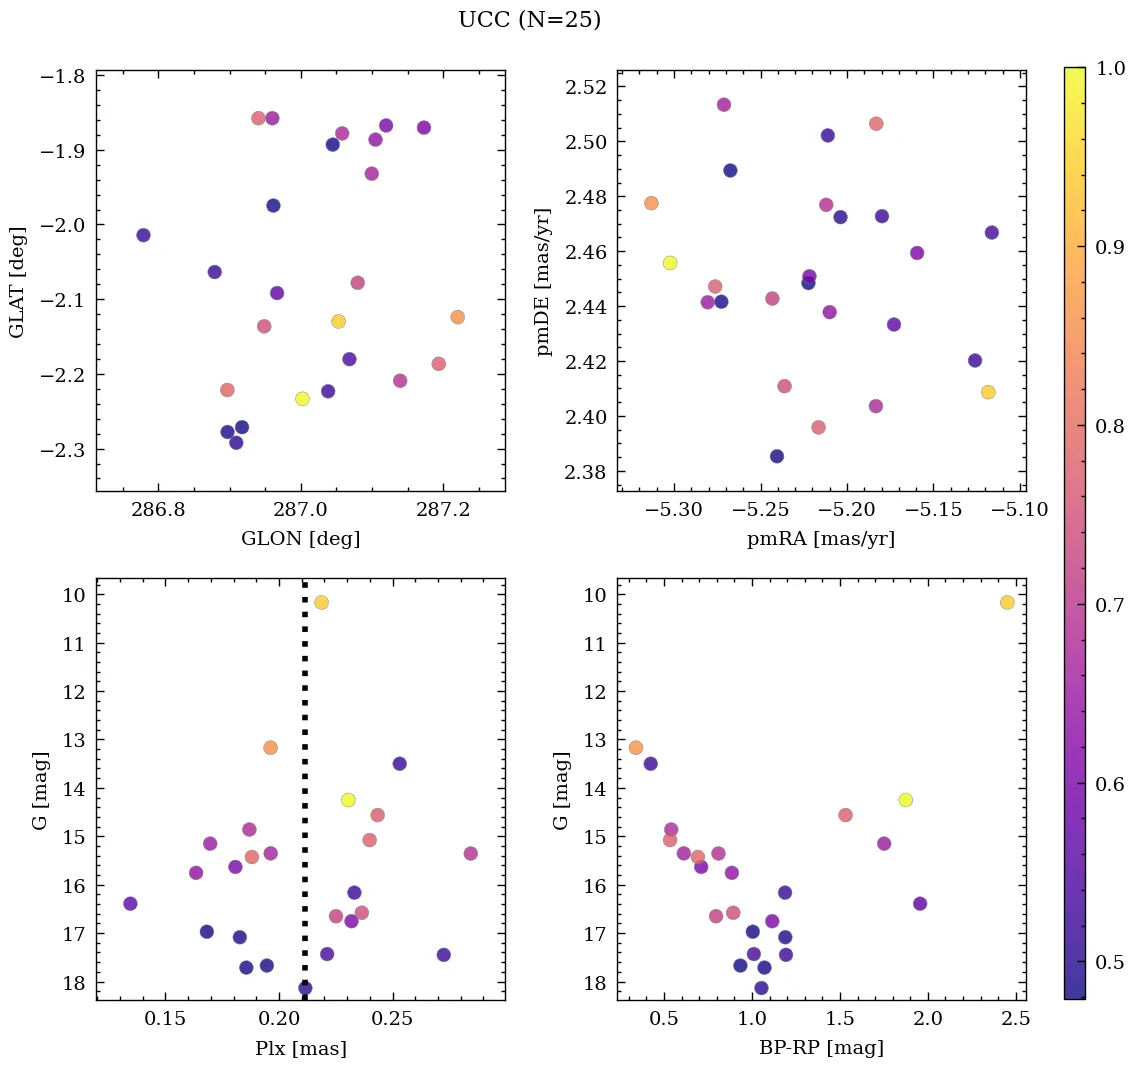 UCC (N=25)
−1.8
−1.9
−2.0
−2.1
−2.2
−2.3
GLAT [deg]
286.8 287.0 287.2
GLON [deg]
2.52
2.50
2.48
2.46
2.44
2.42
2.40
2.38
pmDE [mas/yr]
−5.30 −5.25 −5.20 −5.15 −5.10
pmRA [mas/yr]
10
11
12
13
14
15
16
17
18
G [mag]
0.15 0.20 0.25
Plx [mas]
10
11
12
13
14
15
16
17
18
G [mag]
0.5 1.0 1.5 2.0 2.5
BP-RP [mag]
1.0
0.9
0.8
0.7
0.6
0.5